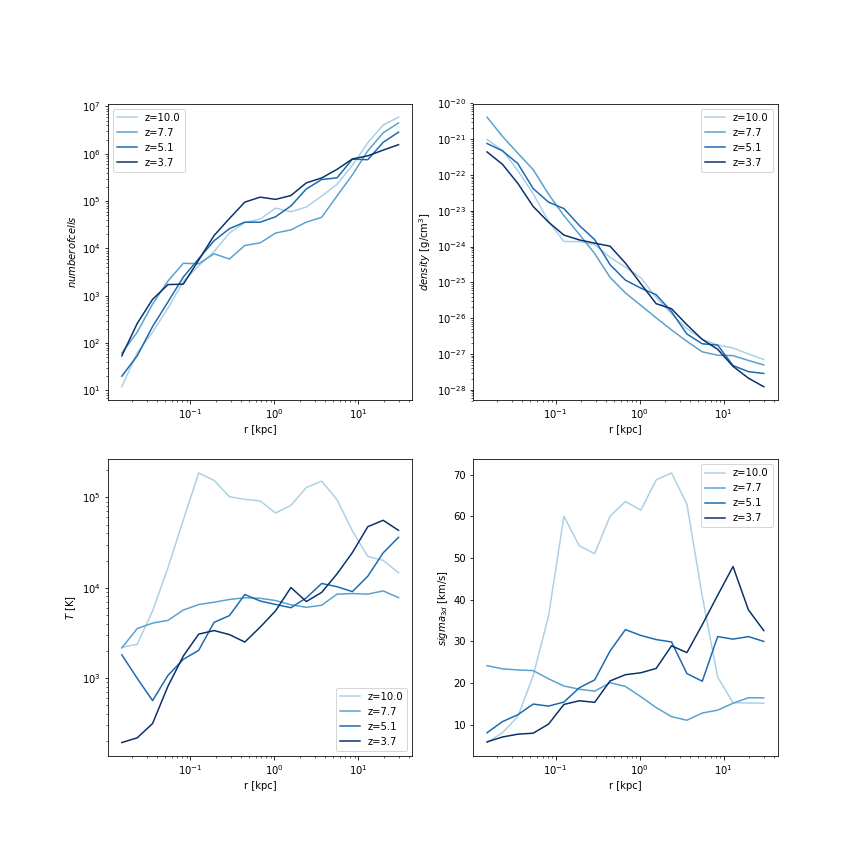 10^7
10^6
10^5
10^4
10^3
10^2
10^1
numberofcells
z=10.0
z=7.7
z=5.1
z=3.7
10^-1
10^0
10^1
r [kpc]
10^-20
10^-21
10^-22
10^-23
10^-24
10^-25
10^-26
10^-27
10^-28
density [g/cm^3]
z=10.0
z=7.7
z=5.1
z=3.7
10^-1
10^0
10^1
r [kpc]
10^5
10^4
10^3
T [K]
z=10.0
z=7.7
z=5.1
z=3.7
10^-1
10^0
10^1
r [kpc]
70
60
50
40
30
20
10
sigma_3d [km/s]
z=10.0
z=7.7
z=5.1
z=3.7
10^-1
10^0
10^1
r [kpc]